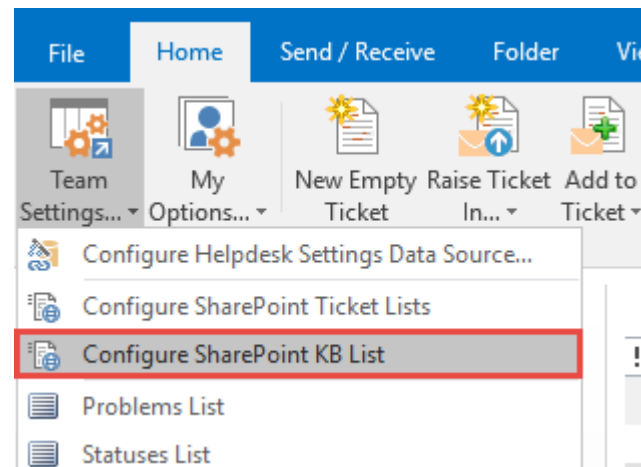 File Home Send / Receive Folder
Team My New Empty Raise Ticket Add to
Settings... Options... Ticket In... Ticket
Configure Helpdesk Settings Data Source...
Configure SharePoint Ticket Lists
Configure SharePoint KB List
!
Problems List
Statuses List